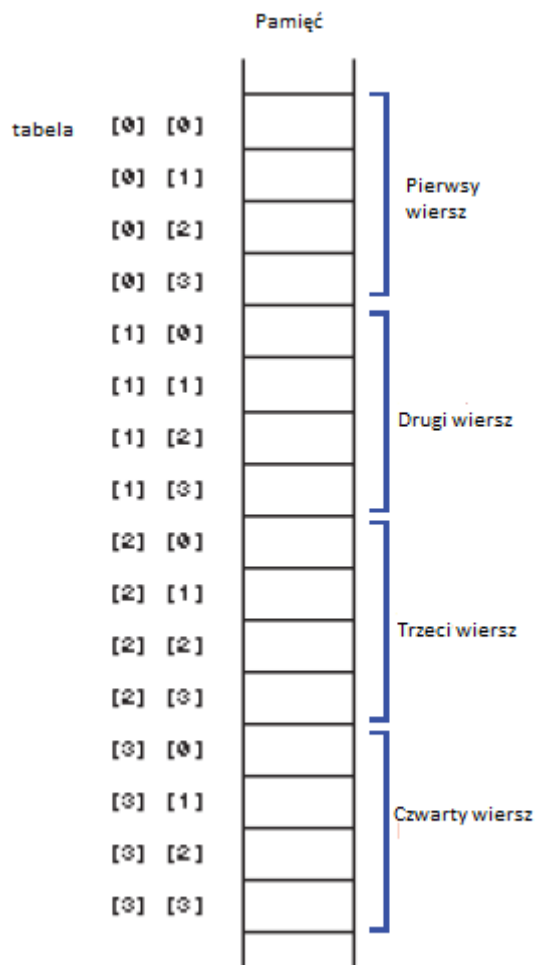 Pamięć
tabela [0] [0]
[0] [1]
Pierwsy
wiersz
[0] [2]
[0] [3]
[1] [0]
[1] [1]
Drugi wiersz
[1] [2]
[1] [3]
[2] [0]
[2] [1]
Trzeci wiersz
[2] [2]
[2] [3]
[3] [0]
[3] [1]
Czwarty wiersz
[3] [2]
[3] [3]